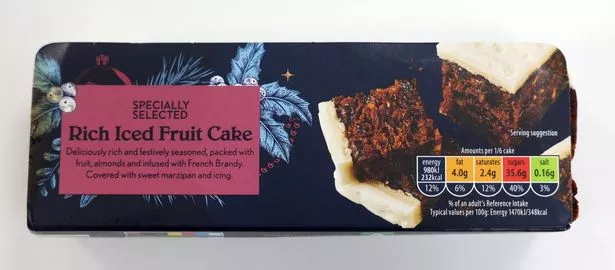 SPECIALLY
SELECTED
Rich Iced Fruit Cake
Deliciously rich and festively seasoned, packed with
fruit, almonds and infused with French Brandy.
Covered with sweet marzipan and icing.
Serving suggestion
Amounts per 1/6 cake
energy fat saturates sugars salt
980kJ
232kcal 4.0g 2.4g 35.6g 0.16g
12% 6% 12% 40% 3%
% of an adult's Reference Intake
Typical values per 100g: Energy 1470kJ/348kcal